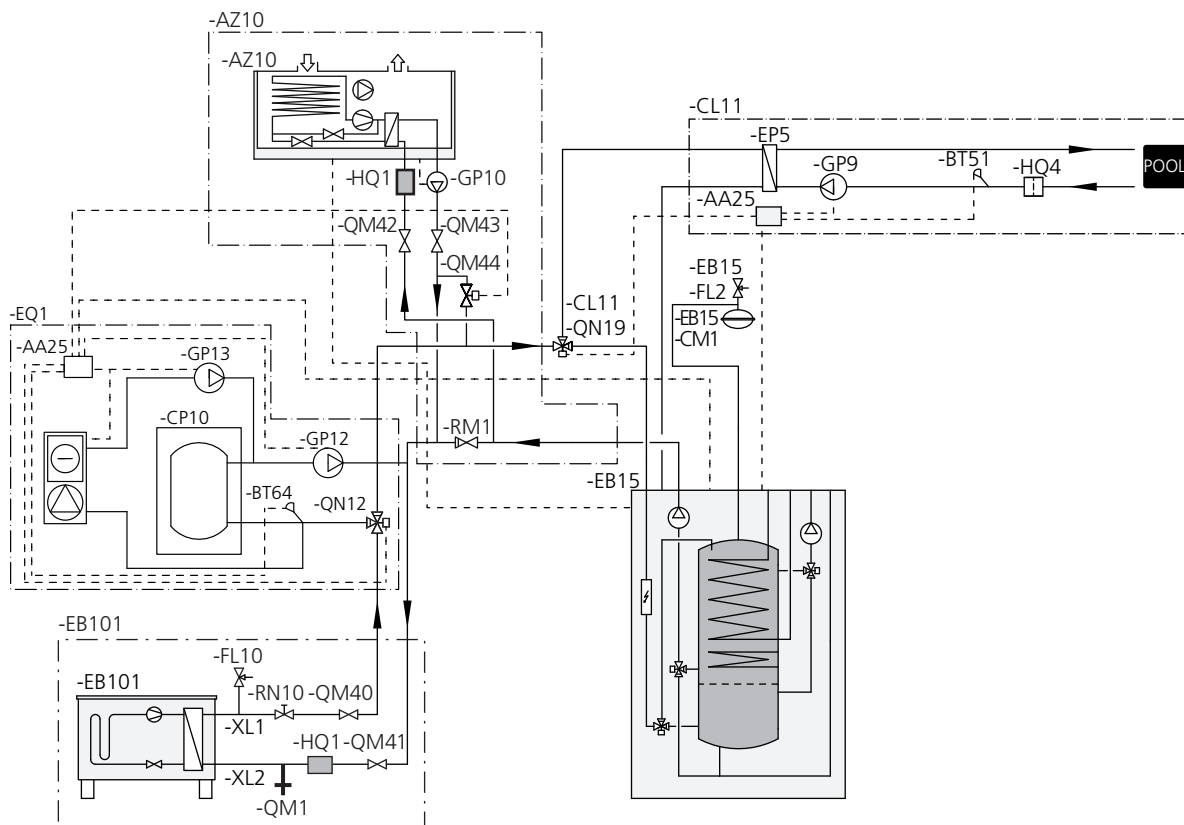 -AZ10
-AZ10
-HQ1
-GP10
-QM42
-QM43
-QM44
-CL11
-EP5
-GP9
-BT51
-HQ4
POOL
-AA25
-EB15
-FL2
-EB15
-CM1
-CL11
-QN19
-EQ1
-AA25
-GP13
-CP10
-GP12
-RM1
-BT64
-QN12
-EB15
-EB101
-FL10
-EB101
-RN10
-QM40
-XL1
-HQ1
-QM41
-XL2
-QM1